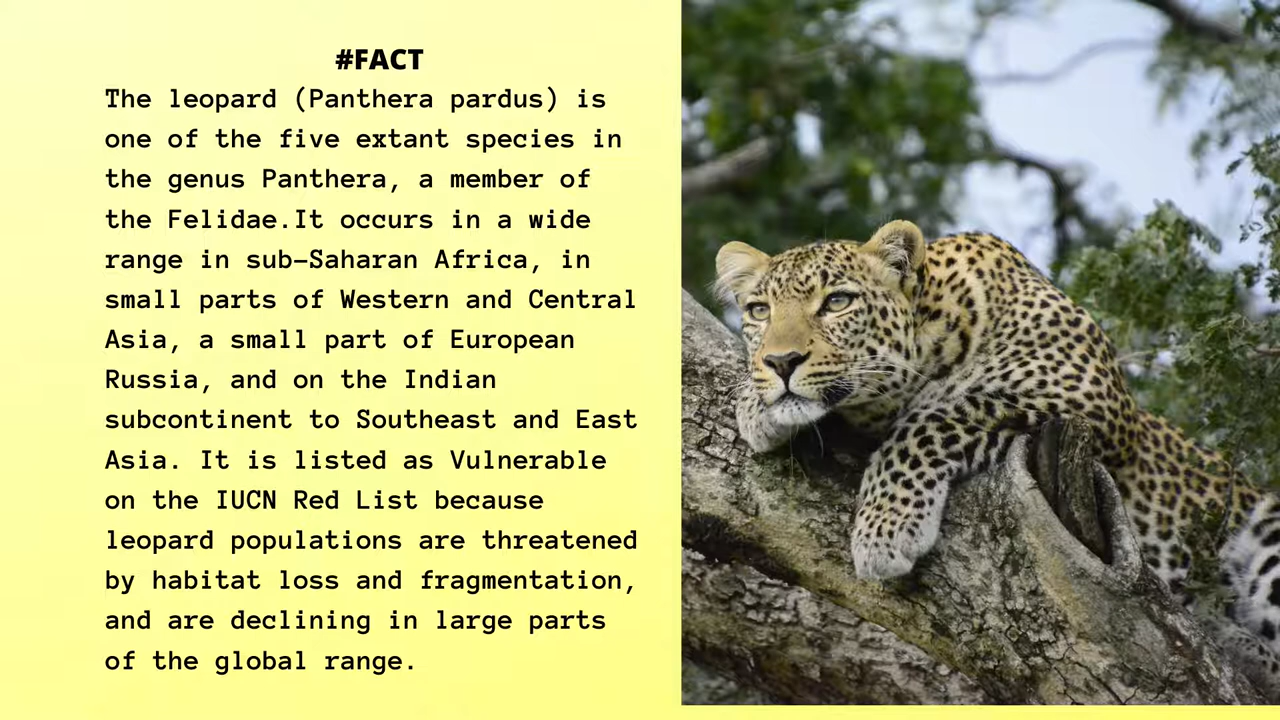 #FACT
The leopard (Panthera pardus) is
one of the five extant species in
the genus Panthera, a member of
the Felidae.It occurs in a wide
range in sub-Saharan Africa, in
small parts of Western and Central
Asia, a small part of European
Russia, and on the Indian
subcontinent to Southeast and East
Asia. It is listed as Vulnerable
on the IUCN Red List because
leopard populations are threatened
by habitat loss and fragmentation,
and are declining in large parts
of the global range.